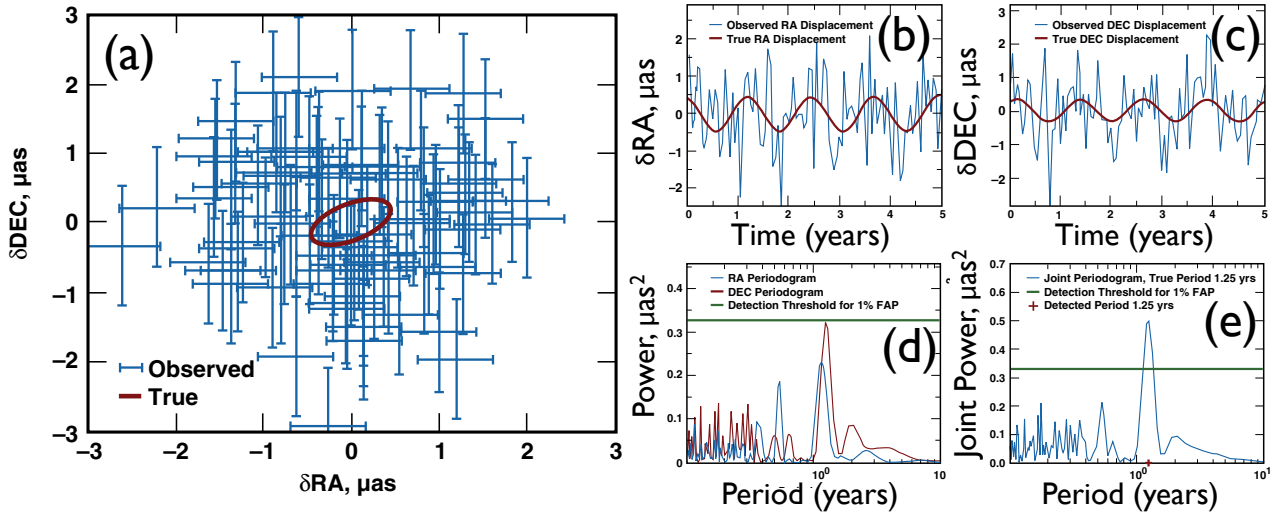 (a)
3
2
1
0
−1
−2
−3
−3 −2 −1 0 1 2 3
δDEC, µas
δRA, µas
Observed
True
(b)
Observed RA Displacement
True RA Displacement
2
1
0
−1
−2
0 1 2 3 4 5
δRA, µas
Time (years)
(c)
Observed DEC Displacement
True DEC Displacement
2
1
0
−1
−2
0 1 2 3 4 5
δDEC, µas
Time (years)
(d)
RA Periodogram
DEC Periodogram
Detection Threshold for 1% FAP
0.4
0.3
0.2
0.1
0
10⁰ 10
Power, µas²
Period (years)
(e)
Joint Periodogram, True Period 1.25 yrs
Detection Threshold for 1% FAP
Detected Period 1.25 yrs
0.7
0.6
0.5
0.4
0.3
0.2
0.1
0.0
10⁰ 10¹
Joint Power, µas²
Period (years)